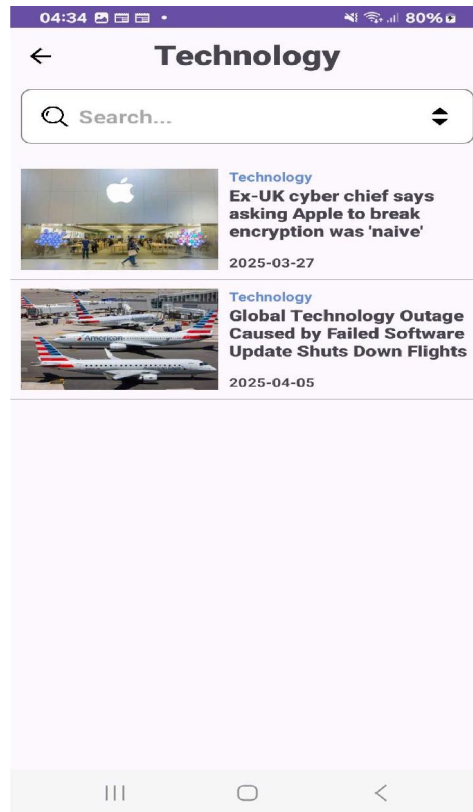 04:34 80%
Technology
Search...
Technology
Ex-UK cyber chief says
asking Apple to break
encryption was 'naive'
2025-03-27
Technology
Global Technology Outage
Caused by Failed Software
Update Shuts Down Flights
2025-04-05
American